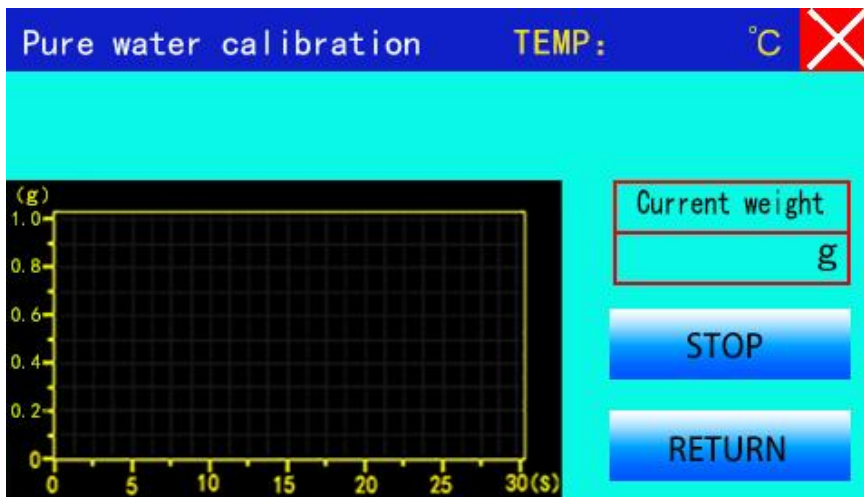 Pure water calibration TEMP: ℃
(g)
1.0
0.8
0.6
0.4
0.2
0
0 5 10 15 20 25 30(s)
Current weight
g
STOP
RETURN